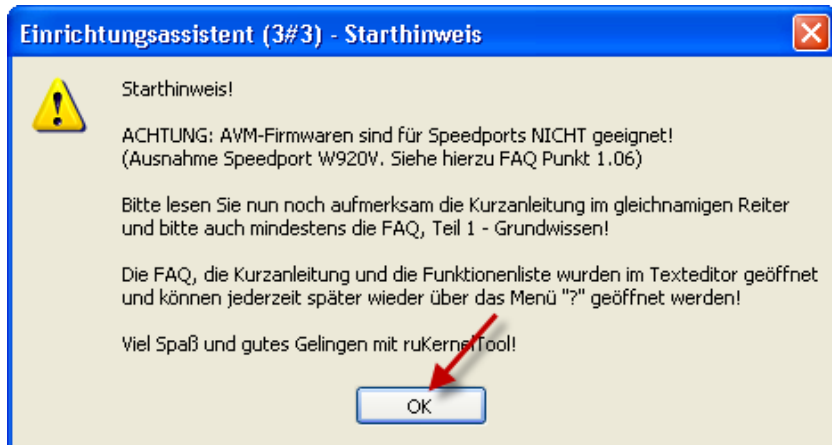 Einrichtungsassistent (3#3) - Starthinweis
Starthinweis!
ACHTUNG: AVM-Firmwaren sind für Speedports NICHT geeignet!
(Ausnahme Speedport W920V. Siehe hierzu FAQ Punkt 1.06)
Bitte lesen Sie nun noch aufmerksam die Kurzanleitung im gleichnamigen Reiter
und bitte auch mindestens die FAQ, Teil 1 - Grundwissen!
Die FAQ, die Kurzanleitung und die Funktionenliste wurden im Texteditor geöffnet
und können jederzeit später wieder über das Menü "?" geöffnet werden!
Viel Spaß und gutes Gelingen mit ruKernelTool!
OK